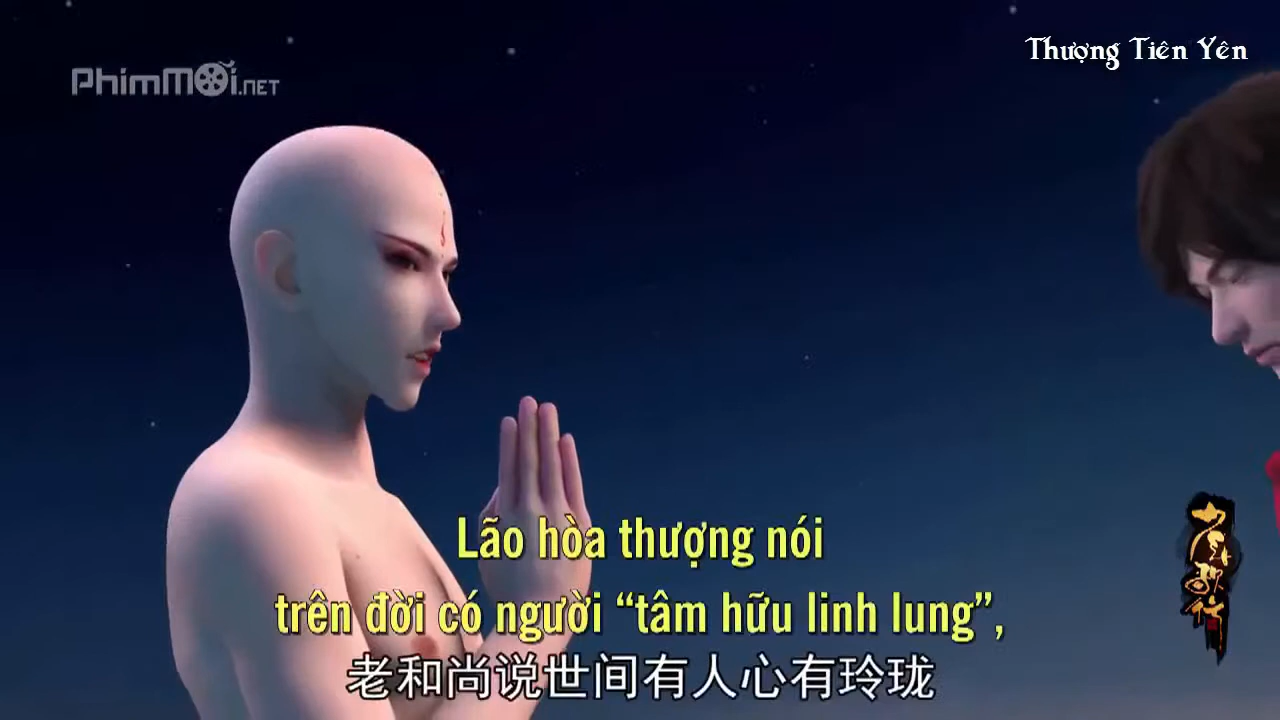 Thượng Tiên Yên
PhimMới.NET
Lão hòa thượng nói
trên đời có người “tâm hữu linh lung”,
老和尚说世间有人心有玲珑